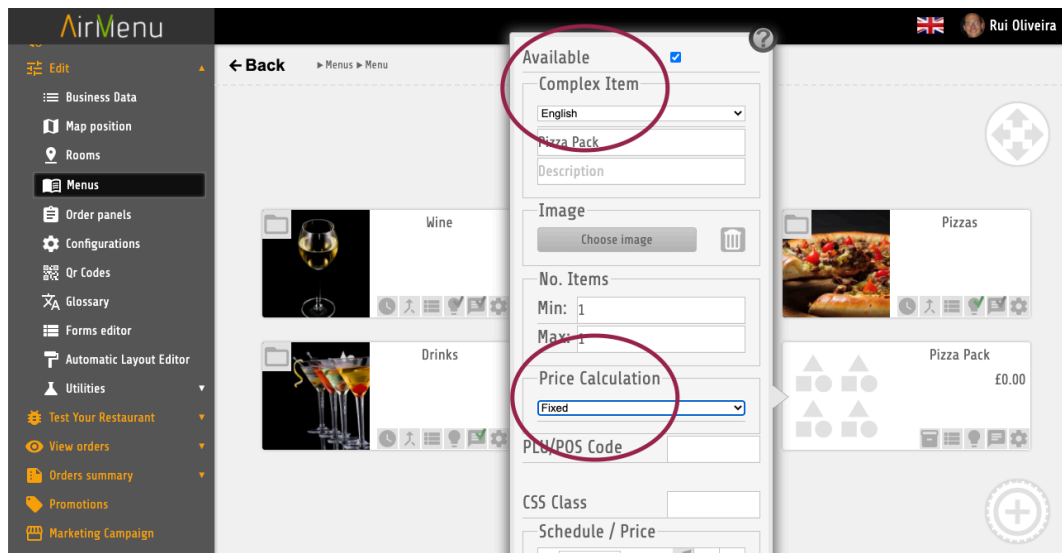 AirMenu
Rui Oliveira
Edit
Business Data
Map position
Rooms
Menus
Order panels
Configurations
Qr Codes
Glossary
Forms editor
Automatic Layout Editor
Utilities
Test Your Restaurant
View orders
Orders summary
Promotions
Marketing Campaign
←Back
▶ Menus ▶ Menu
Wine
Drinks
?
Available
Complex Item
English
Pizza Pack
Description
Image
Choose image
No. Items
Min: 1
Max: 1
Price Calculation
Fixed
PLU/POS Code
CSS Class
Schedule / Price
Pizzas
Pizza Pack
£0.00